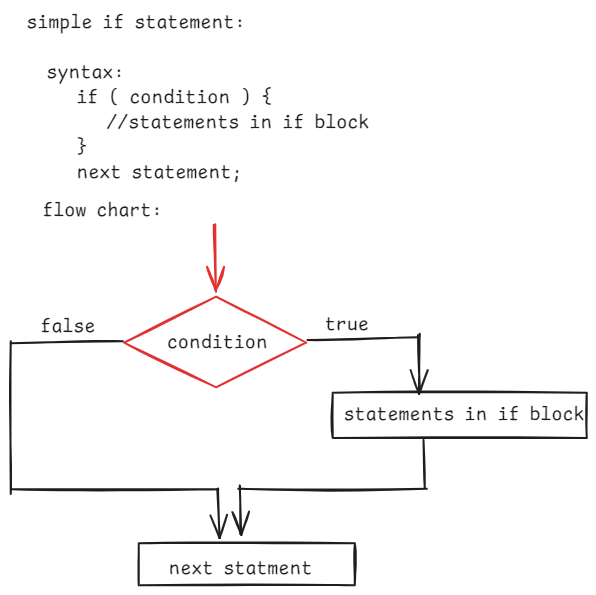 simple if statement:
syntax:
if ( condition ) {
//statements in if block
}
next statement;
flow chart:
false
true
condition
statements in if block
next statment